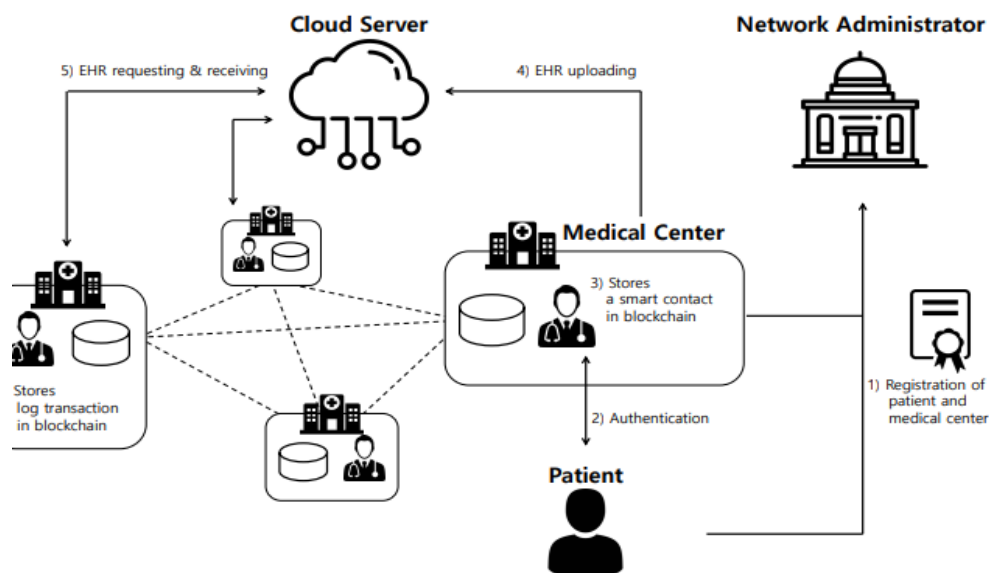 Cloud Server
Network Administrator
5) EHR requesting & receiving
4) EHR uploading
Medical Center
3) Stores
a smart contact
in blockchain
Stores
log transaction
in blockchain
1) Registration of
patient and
medical center
2) Authentication
Patient